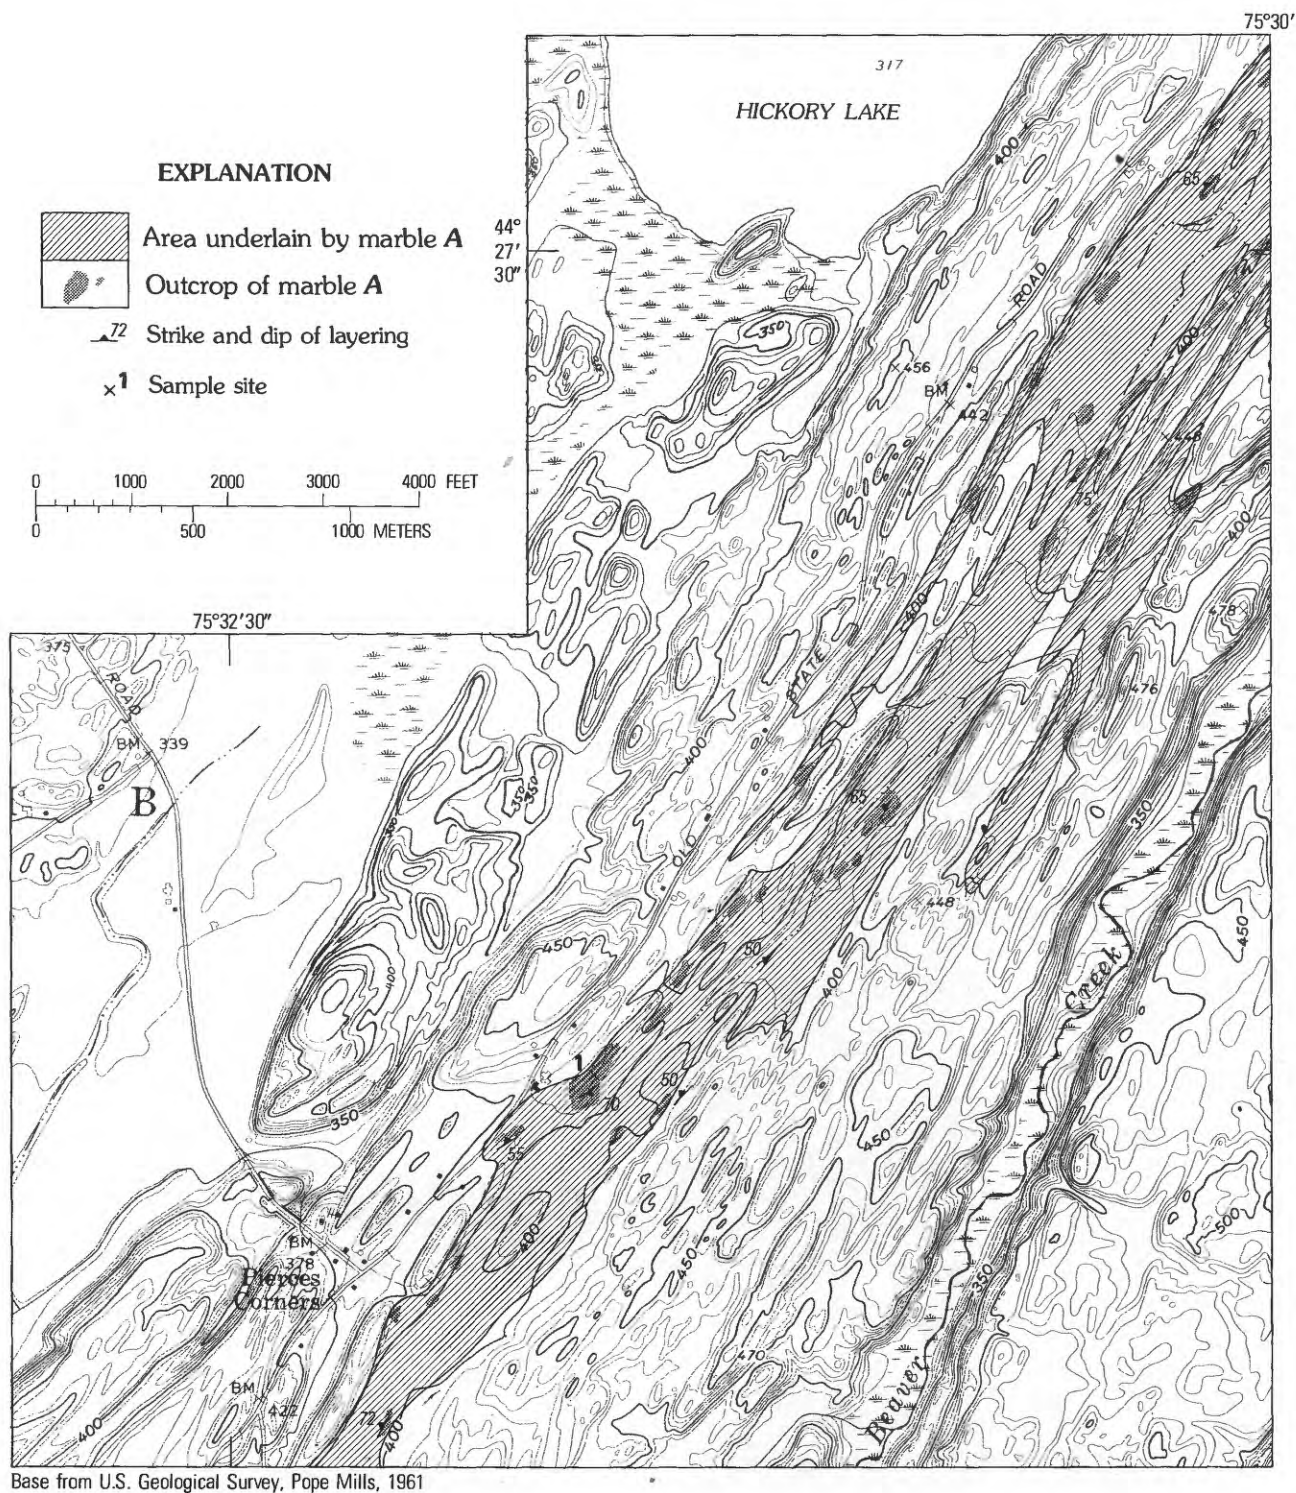 75°30'
317
HICKORY LAKE
EXPLANATION
Area underlain by marble A
Outcrop of marble A
72 Strike and dip of layering
×1 Sample site
44°
27'
30"
0 1000 2000 3000 4000 FEET
0 500 1000 METERS
75°32'30"
400
65
ROAD
350
400
456
BM
442
448
75
400
400
478
375
ROAD
STATE
476
BM 339
400
350
350
B
65
350
OLD
448
450
450
50
400
400
Creek
1
50
70
350
450
55
500
400
BM
378
Pierces
Corners
450
350
470
BM
422
Beaver
400
72
400
Base from U.S. Geological Survey, Pope Mills, 1961